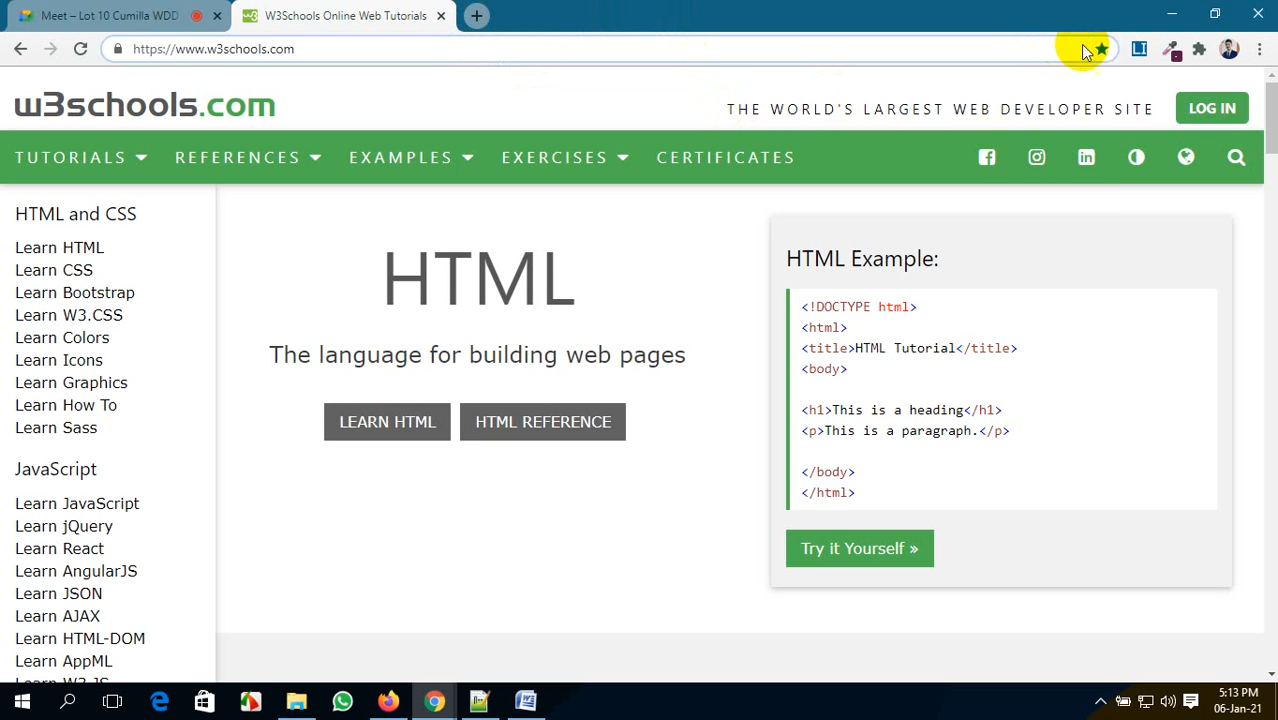 Meet – Lot 10 Cumilla WDD
W3Schools Online Web Tutorials
https://www.w3schools.com
LI
w3schools.com
THE WORLD'S LARGEST WEB DEVELOPER SITE
LOG IN
TUTORIALS
REFERENCES
EXAMPLES
EXERCISES
CERTIFICATES
HTML and CSS
Learn HTML
Learn CSS
Learn Bootstrap
Learn W3.CSS
Learn Colors
Learn Icons
Learn Graphics
Learn How To
Learn Sass
JavaScript
Learn JavaScript
Learn jQuery
Learn React
Learn AngularJS
Learn JSON
Learn AJAX
Learn HTML-DOM
Learn AppML
Learn W3.JS
HTML
The language for building web pages
LEARN HTML
HTML REFERENCE
HTML Example:
<!DOCTYPE html>
<html>
<title>HTML Tutorial</title>
<body>
<h1>This is a heading</h1>
<p>This is a paragraph.</p>
</body>
</html>
Try it Yourself »
5:13 PM
06-Jan-21